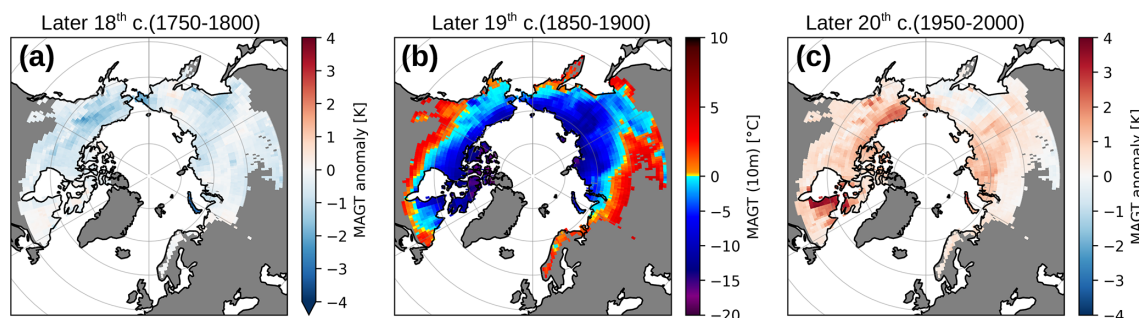 Later 18th c.(1750-1800)
Later 19th c.(1850-1900)
Later 20th c.(1950-2000)
(a)
4
3
2
1
0
−1
−2
−3
−4
MAGT anomaly [K]
(b)
10
5
0
−5
−10
−15
−20
MAGT (10m) [°C]
(c)
4
3
2
1
0
−1
−2
−3
−4
MAGT anomaly [K]